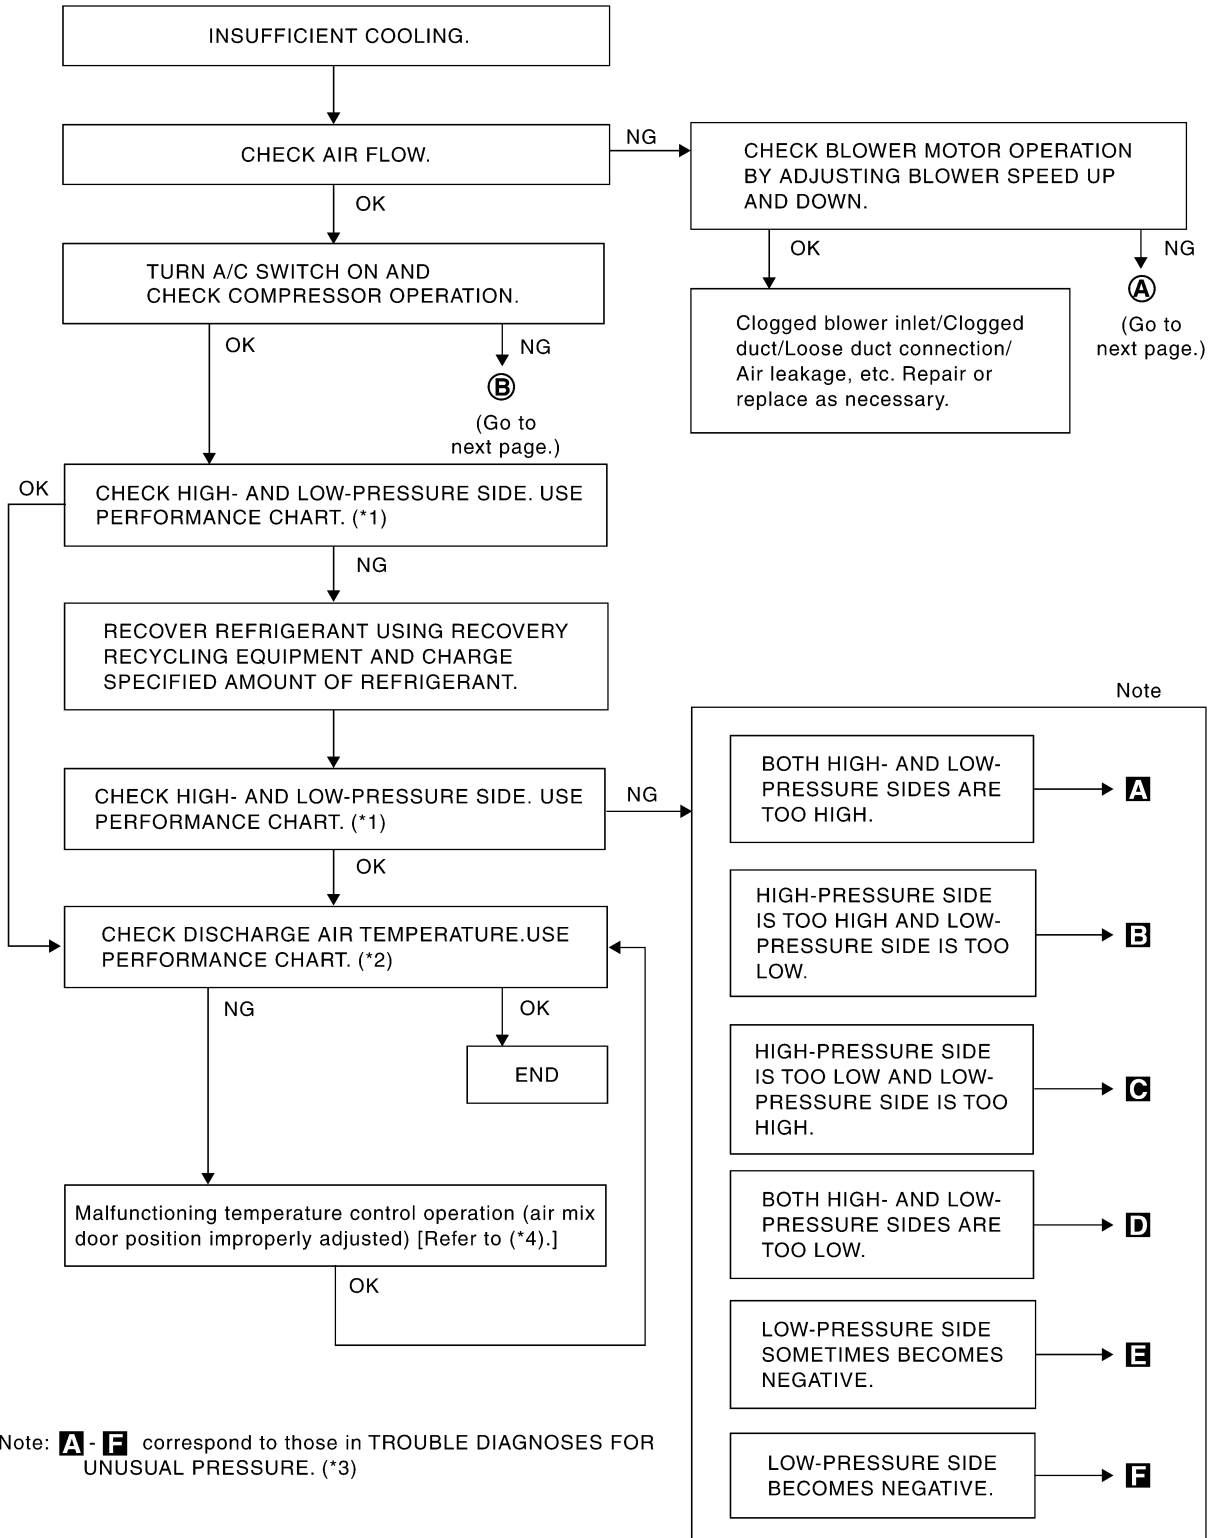 INSUFFICIENT COOLING.
CHECK AIR FLOW.
NG
CHECK BLOWER MOTOR OPERATION
BY ADJUSTING BLOWER SPEED UP
AND DOWN.
OK
OK
NG
TURN A/C SWITCH ON AND
CHECK COMPRESSOR OPERATION.
A
(Go to
next page.)
Clogged blower inlet/Clogged
duct/Loose duct connection/
Air leakage, etc. Repair or
replace as necessary.
OK
NG
B
(Go to
next page.)
OK
CHECK HIGH- AND LOW-PRESSURE SIDE. USE
PERFORMANCE CHART. (*1)
NG
RECOVER REFRIGERANT USING RECOVERY
RECYCLING EQUIPMENT AND CHARGE
SPECIFIED AMOUNT OF REFRIGERANT.
CHECK HIGH- AND LOW-PRESSURE SIDE. USE
PERFORMANCE CHART. (*1)
NG
OK
CHECK DISCHARGE AIR TEMPERATURE.USE
PERFORMANCE CHART. (*2)
NG
OK
END
Malfunctioning temperature control operation (air mix
door position improperly adjusted) [Refer to (*4).]
OK
Note
BOTH HIGH- AND LOW-
PRESSURE SIDES ARE
TOO HIGH.
A
HIGH-PRESSURE SIDE
IS TOO HIGH AND LOW-
PRESSURE SIDE IS TOO
LOW.
B
HIGH-PRESSURE SIDE
IS TOO LOW AND LOW-
PRESSURE SIDE IS TOO
HIGH.
C
BOTH HIGH- AND LOW-
PRESSURE SIDES ARE
TOO LOW.
D
LOW-PRESSURE SIDE
SOMETIMES BECOMES
NEGATIVE.
E
LOW-PRESSURE SIDE
BECOMES NEGATIVE.
F
Note: A - F correspond to those in TROUBLE DIAGNOSES FOR
UNUSUAL PRESSURE. (*3)